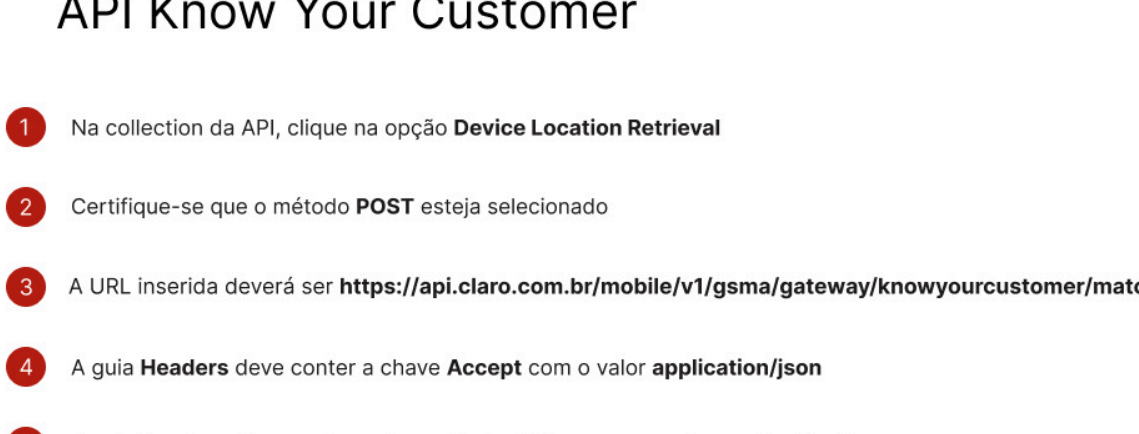 API Know Your Customer
1 Na collection da API, clique na opção Device Location Retrieval
2 Certifique-se que o método POST esteja selecionado
3 A URL inserida deverá ser https://api.claro.com.br/mobile/v1/gsma/gateway/knowyourcustomer/matc
4 A guia Headers deve conter a chave Accept com o valor application/json